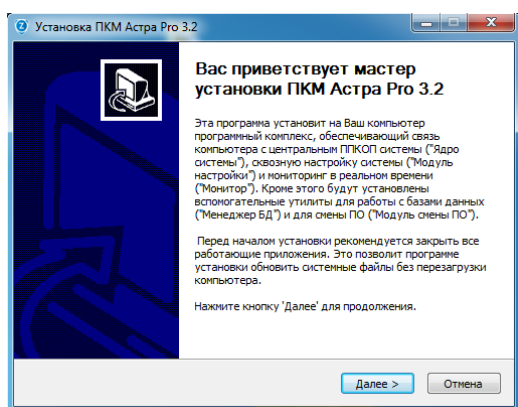 Установка ПКМ Астра Pro 3.2
Вас приветствует мастер
установки ПКМ Астра Pro 3.2
Эта программа установит на Ваш компьютер
программный комплекс, обеспечивающий связь
компьютера с центральным ППКОП системы ("Ядро
системы"), сквозную настройку системы ("Модуль
настройки") и мониторинг в реальном времени
("Монитор"). Кроме этого будут установлены
вспомогательные утилиты для работы с базами данных
("Менеджер БД") и для смены ПО ("Модуль смены ПО").
Перед началом установки рекомендуется закрыть все
работающие приложения. Это позволит программе
установки обновить системные файлы без перезагрузки
компьютера.
Нажмите кнопку 'Далее' для продолжения.
Далее >
Отмена